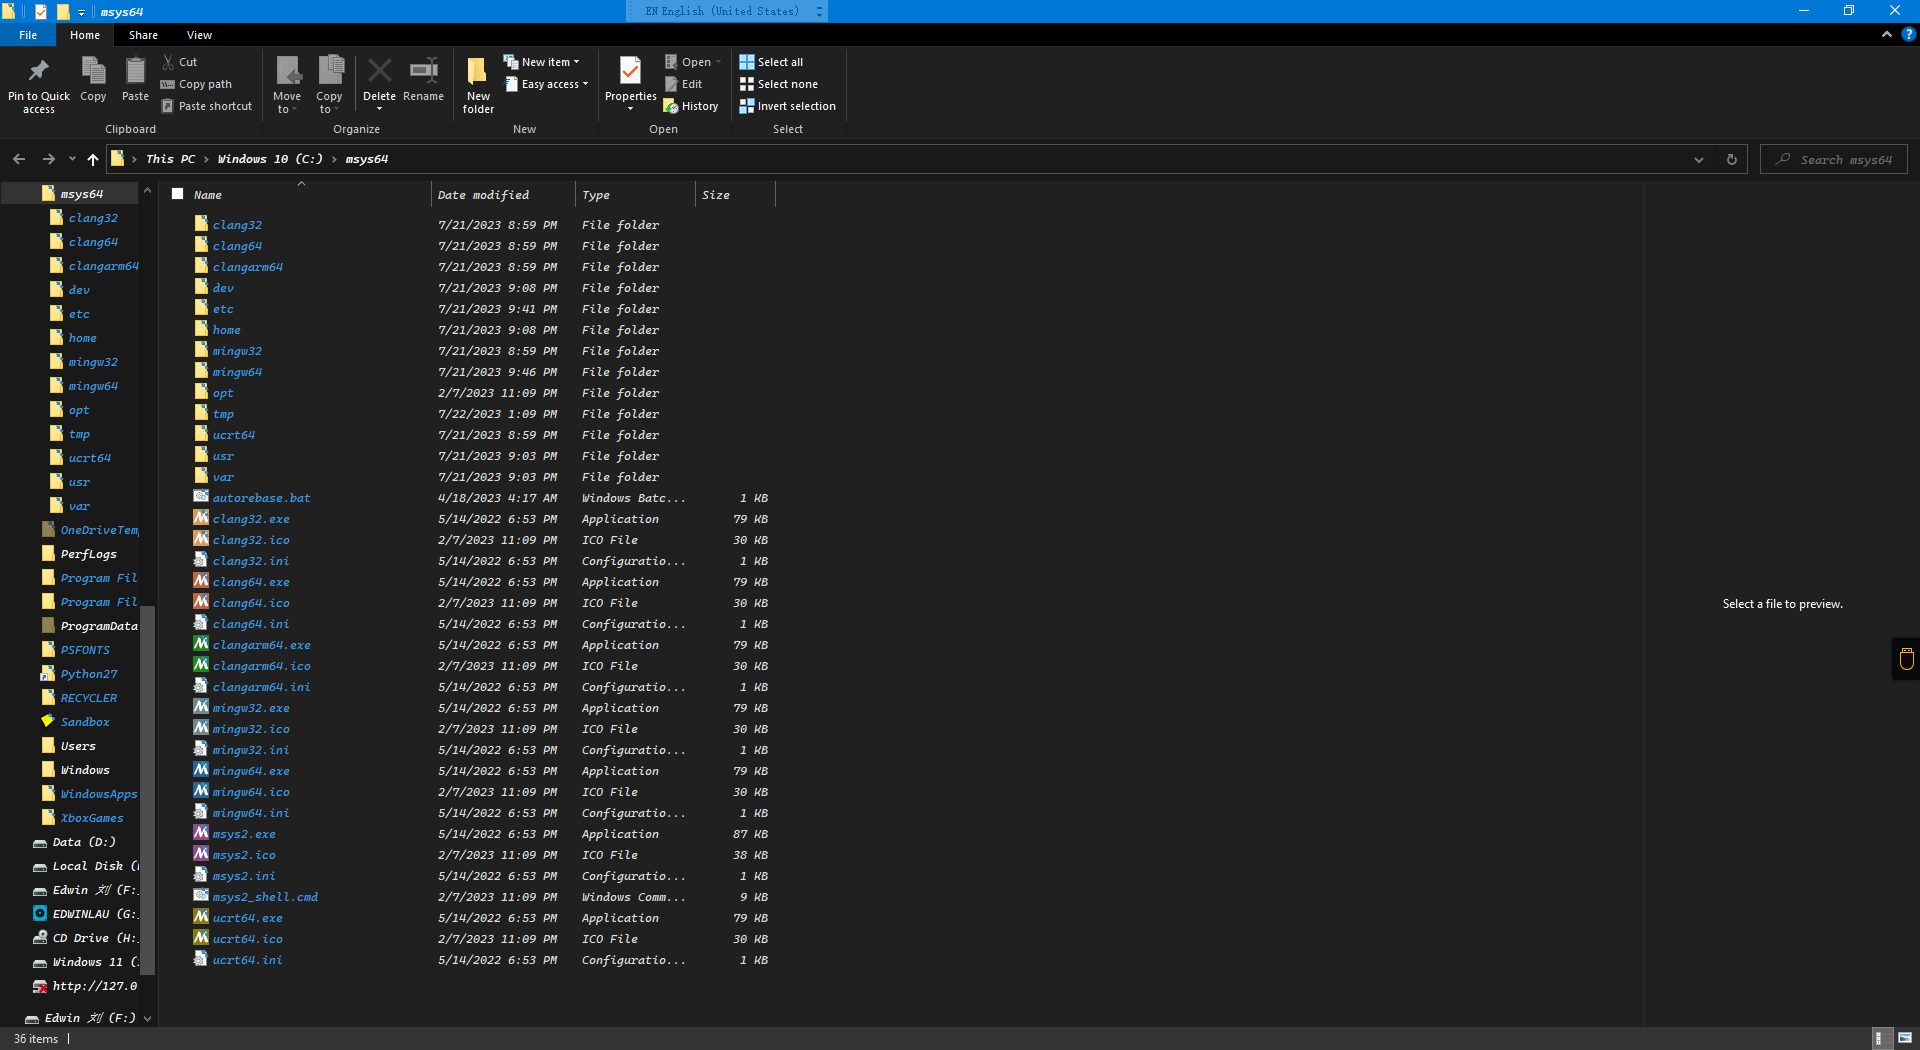 msys64
EN English (United States)
File Home Share View
Pin to Quick access
Copy
Paste
Cut
Copy path
Paste shortcut
Clipboard
Move to
Copy to
Delete
Rename
Organize
New folder
New item
Easy access
New
Properties
Open
Edit
History
Open
Select all
Select none
Invert selection
Select
This PC > Windows 10 (C:) > msys64
Search msys64
msys64
clang32
clang64
clangarm64
dev
etc
home
mingw32
mingw64
opt
tmp
ucrt64
usr
var
OneDriveTem
PerfLogs
Program Fil
Program Fil
ProgramData
PSFONTS
Python27
RECYCLER
Sandbox
Users
Windows
WindowsApps
XboxGames
Data (D:)
Local Disk (
Edwin 刘 (F:
EDWINLAU (G:
CD Drive (H:
Windows 11 (
http://127.0
Edwin 刘 (F:)
Name Date modified Type Size
clang32 7/21/2023 8:59 PM File folder
clang64 7/21/2023 8:59 PM File folder
clangarm64 7/21/2023 8:59 PM File folder
dev 7/21/2023 9:08 PM File folder
etc 7/21/2023 9:41 PM File folder
home 7/21/2023 9:08 PM File folder
mingw32 7/21/2023 8:59 PM File folder
mingw64 7/21/2023 9:46 PM File folder
opt 2/7/2023 11:09 PM File folder
tmp 7/22/2023 1:09 PM File folder
ucrt64 7/21/2023 8:59 PM File folder
usr 7/21/2023 9:03 PM File folder
var 7/21/2023 9:03 PM File folder
autorebase.bat 4/18/2023 4:17 AM Windows Batc... 1 KB
clang32.exe 5/14/2022 6:53 PM Application 79 KB
clang32.ico 2/7/2023 11:09 PM ICO File 30 KB
clang32.ini 5/14/2022 6:53 PM Configuratio... 1 KB
clang64.exe 5/14/2022 6:53 PM Application 79 KB
clang64.ico 2/7/2023 11:09 PM ICO File 30 KB
clang64.ini 5/14/2022 6:53 PM Configuratio... 1 KB
clangarm64.exe 5/14/2022 6:53 PM Application 79 KB
clangarm64.ico 2/7/2023 11:09 PM ICO File 30 KB
clangarm64.ini 5/14/2022 6:53 PM Configuratio... 1 KB
mingw32.exe 5/14/2022 6:53 PM Application 79 KB
mingw32.ico 2/7/2023 11:09 PM ICO File 30 KB
mingw32.ini 5/14/2022 6:53 PM Configuratio... 1 KB
mingw64.exe 5/14/2022 6:53 PM Application 79 KB
mingw64.ico 2/7/2023 11:09 PM ICO File 30 KB
mingw64.ini 5/14/2022 6:53 PM Configuratio... 1 KB
msys2.exe 5/14/2022 6:53 PM Application 87 KB
msys2.ico 2/7/2023 11:09 PM ICO File 38 KB
msys2.ini 5/14/2022 6:53 PM Configuratio... 1 KB
msys2_shell.cmd 2/7/2023 11:09 PM Windows Comm... 9 KB
ucrt64.exe 5/14/2022 6:53 PM Application 79 KB
ucrt64.ico 2/7/2023 11:09 PM ICO File 30 KB
ucrt64.ini 5/14/2022 6:53 PM Configuratio... 1 KB
Select a file to preview.
36 items